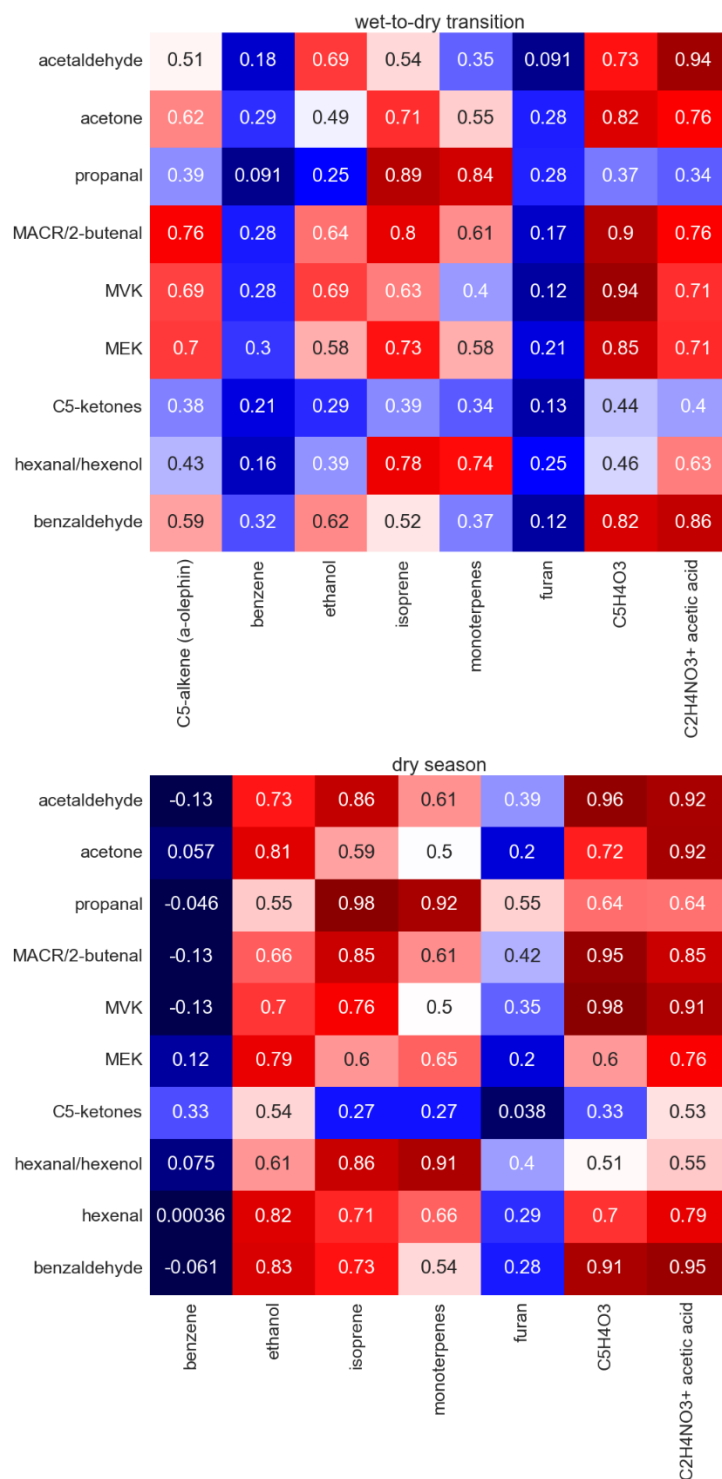 wet-to-dry transition
acetaldehyde 0.51 0.18 0.69 0.54 0.35 0.091 0.73 0.94
acetone 0.62 0.29 0.49 0.71 0.55 0.28 0.82 0.76
propanal 0.39 0.091 0.25 0.89 0.84 0.28 0.37 0.34
MACR/2-butenal 0.76 0.28 0.64 0.8 0.61 0.17 0.9 0.76
MVK 0.69 0.28 0.69 0.63 0.4 0.12 0.94 0.71
MEK 0.7 0.3 0.58 0.73 0.58 0.21 0.85 0.71
C5-ketones 0.38 0.21 0.29 0.39 0.34 0.13 0.44 0.4
hexanal/hexenol 0.43 0.16 0.39 0.78 0.74 0.25 0.46 0.63
benzaldehyde 0.59 0.32 0.62 0.52 0.37 0.12 0.82 0.86
C5-alkene (a-olephin)
benzene
ethanol
isoprene
monoterpenes
furan
C5H4O3
C2H4NO3+ acetic acid
dry season
acetaldehyde -0.13 0.73 0.86 0.61 0.39 0.96 0.92
acetone 0.057 0.81 0.59 0.5 0.2 0.72 0.92
propanal -0.046 0.55 0.98 0.92 0.55 0.64 0.64
MACR/2-butenal -0.13 0.66 0.85 0.61 0.42 0.95 0.85
MVK -0.13 0.7 0.76 0.5 0.35 0.98 0.91
MEK 0.12 0.79 0.6 0.65 0.2 0.6 0.76
C5-ketones 0.33 0.54 0.27 0.27 0.038 0.33 0.53
hexanal/hexenol 0.075 0.61 0.86 0.91 0.4 0.51 0.55
hexenal 0.00036 0.82 0.71 0.66 0.29 0.7 0.79
benzaldehyde -0.061 0.83 0.73 0.54 0.28 0.91 0.95
benzene
ethanol
isoprene
monoterpenes
furan
C5H4O3
C2H4NO3+ acetic acid